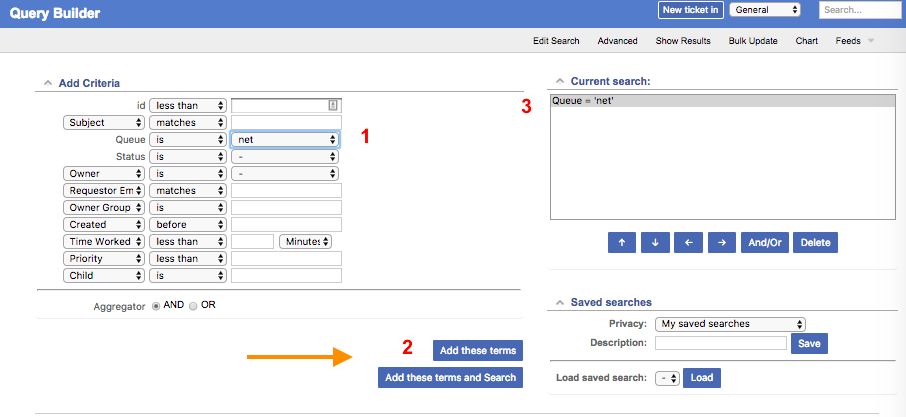 Query Builder
New ticket in General Search...
Edit Search Advanced Show Results Bulk Update Chart Feeds
Add Criteria
id less than
Subject matches
Queue is net 1
Status is -
Owner is -
Requestor Em matches
Owner Group is
Created before
Time Worked less than Minutes
Priority less than
Child is
Aggregator AND OR
2 Add these terms
Add these terms and Search
Current search:
3 Queue = 'net'
↑ ↓ ← → And/Or Delete
Saved searches
Privacy: My saved searches
Description: Save
Load saved search: - Load